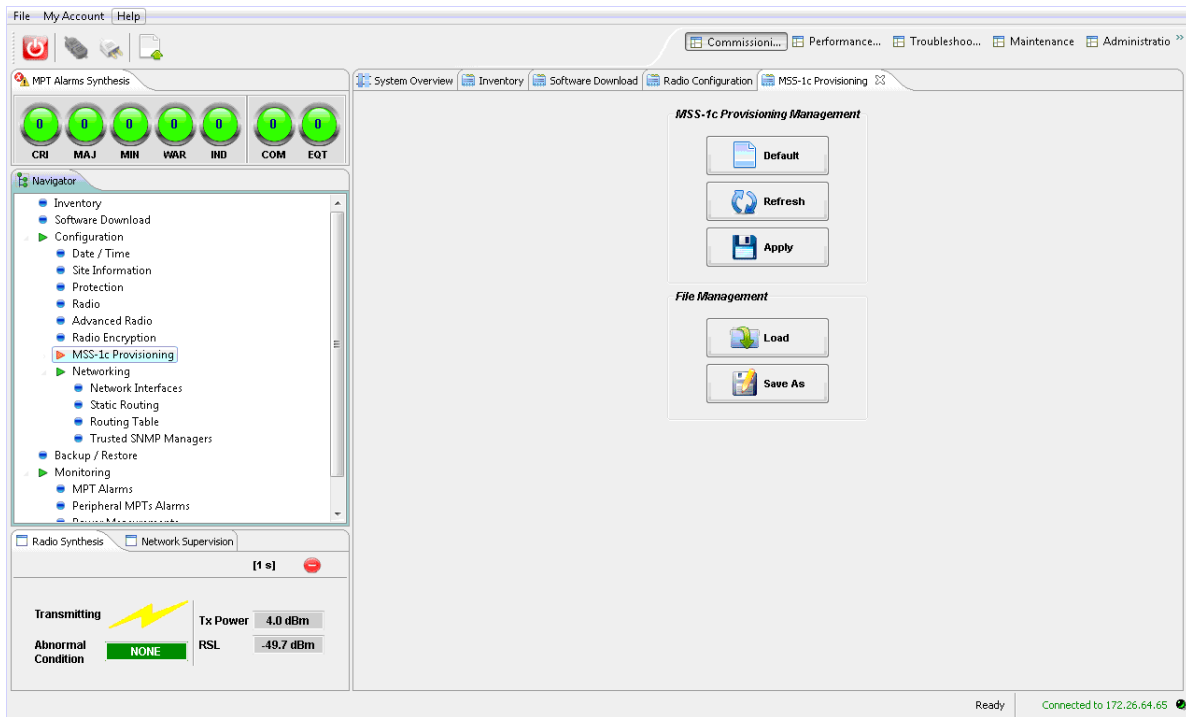 File My Account Help
Commissioni... Performance... Troubleshoo... Maintenance Administratio »
MPT Alarms Synthesis
0 0 0 0 0 0 0
CRI MAJ MIN WAR IND COM EQT
Navigator
Inventory
Software Download
Configuration
Date / Time
Site Information
Protection
Radio
Advanced Radio
Radio Encryption
MSS-1c Provisioning
Networking
Network Interfaces
Static Routing
Routing Table
Trusted SNMP Managers
Backup / Restore
Monitoring
MPT Alarms
Peripheral MPTs Alarms
Radio Synthesis Network Supervision
[1 s]
Transmitting
Tx Power 4.0 dBm
Abnormal Condition NONE
RSL -49.7 dBm
System Overview Inventory Software Download Radio Configuration MSS-1c Provisioning
MSS-1c Provisioning Management
Default
Refresh
Apply
File Management
Load
Save As
Ready Connected to 172.26.64.65